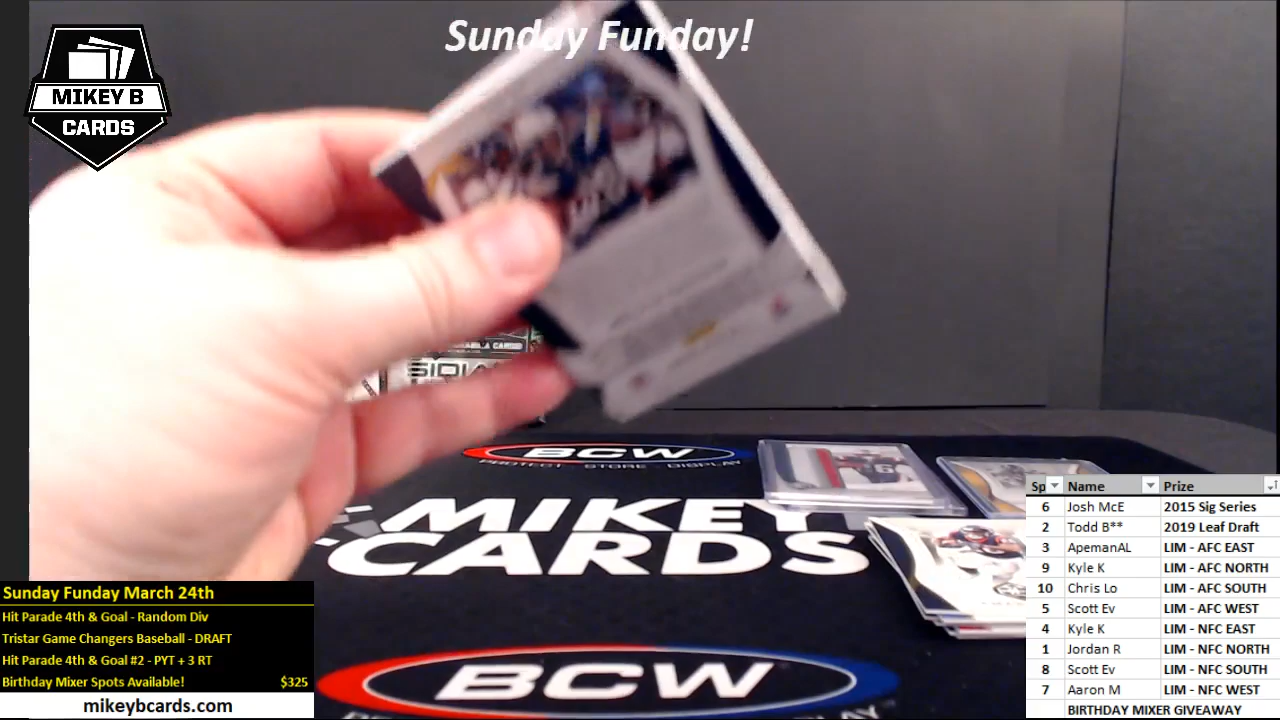 Sunday Funday!
MIKEY B
CARDS
BCW
PROTECT · STORE · DISPLAY
MIKEY
CARDS
BCW
Sunday Funday March 24th
Hit Parade 4th & Goal - Random Div
Tristar Game Changers Baseball - DRAFT
Hit Parade 4th & Goal #2 - PYT + 3 RT
Birthday Mixer Spots Available! $325
mikeybcards.com
Sp Name Prize
6 Josh McE 2015 Sig Series
2 Todd B** 2019 Leaf Draft
3 ApemanAL LIM - AFC EAST
9 Kyle K LIM - AFC NORTH
10 Chris Lo LIM - AFC SOUTH
5 Scott Ev LIM - AFC WEST
4 Kyle K LIM - NFC EAST
1 Jordan R LIM - NFC NORTH
8 Scott Ev LIM - NFC SOUTH
7 Aaron M LIM - NFC WEST
BIRTHDAY MIXER GIVEAWAY